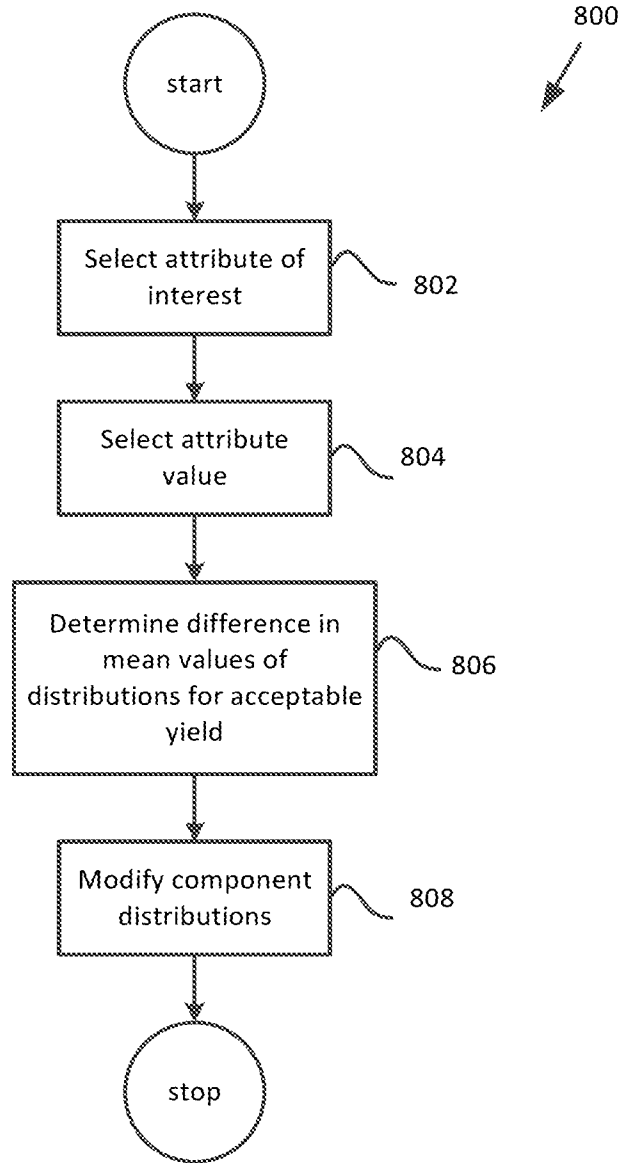 800
start
Select attribute of
interest
802
Select attribute
value
804
Determine difference in
mean values of
distributions for acceptable
yield
806
Modify component
distributions
808
stop